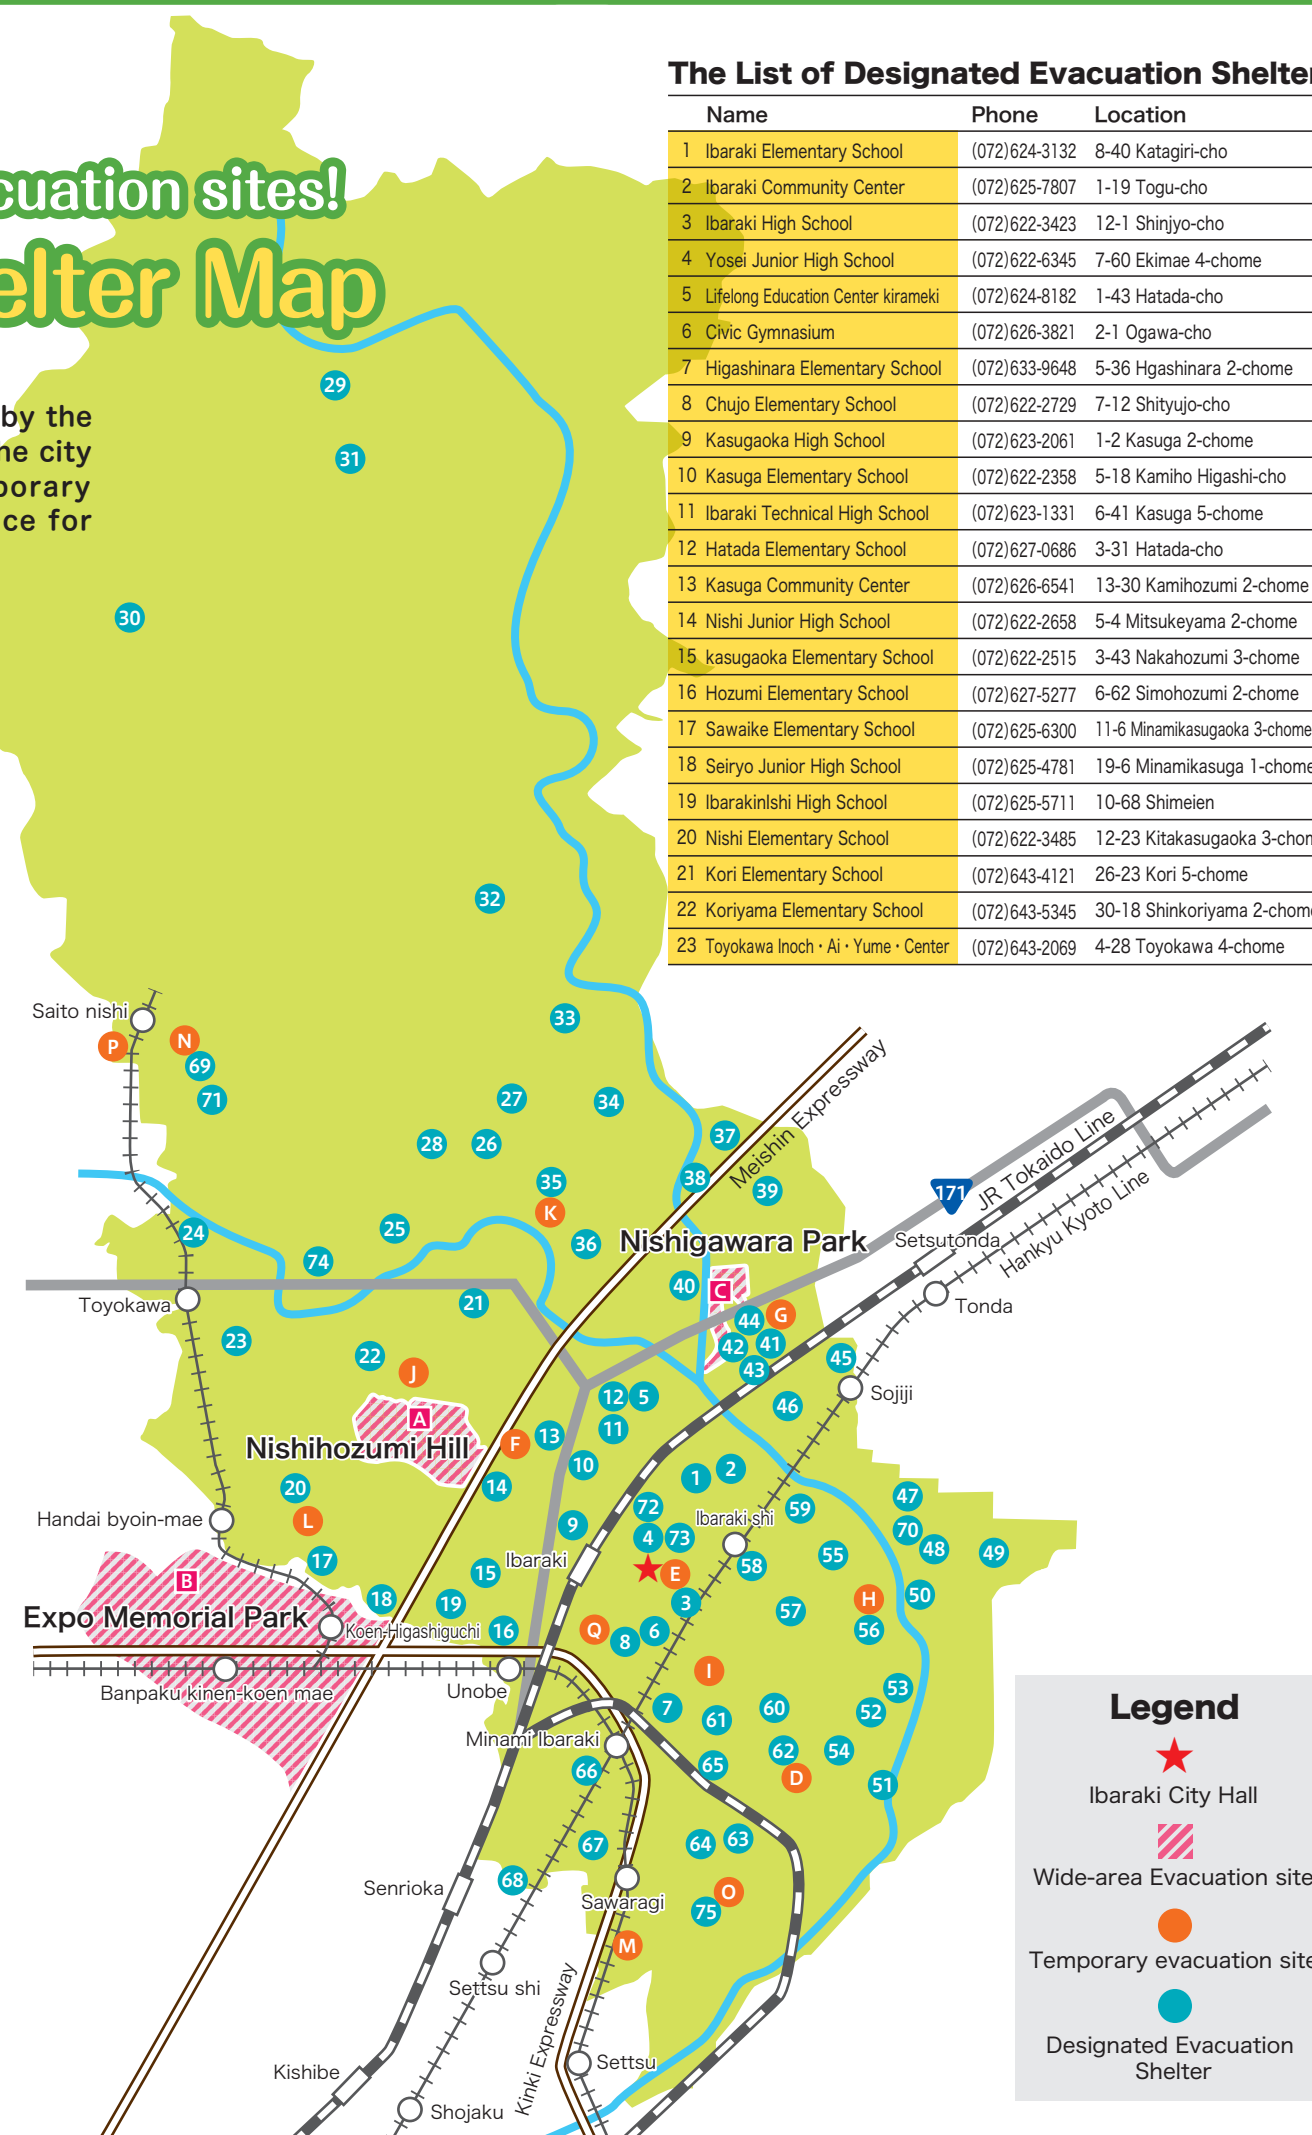 cuation sites!
elter Map
by the
he city
porary
ce for
The List of Designated Evacuation Shelter
Name Phone Location
1 Ibaraki Elementary School (072)624-3132 8-40 Katagiri-cho
2 Ibaraki Community Center (072)625-7807 1-19 Togu-cho
3 Ibaraki High School (072)622-3423 12-1 Shinjyo-cho
4 Yosei Junior High School (072)622-6345 7-60 Ekimae 4-chome
5 Lifelong Education Center kirameki (072)624-8182 1-43 Hatada-cho
6 Civic Gymnasium (072)626-3821 2-1 Ogawa-cho
7 Higashinara Elementary School (072)633-9648 5-36 Hgashinara 2-chome
8 Chujo Elementary School (072)622-2729 7-12 Shityujo-cho
9 Kasugaoka High School (072)623-2061 1-2 Kasuga 2-chome
10 Kasuga Elementary School (072)622-2358 5-18 Kamiho Higashi-cho
11 Ibaraki Technical High School (072)623-1331 6-41 Kasuga 5-chome
12 Hatada Elementary School (072)627-0686 3-31 Hatada-cho
13 Kasuga Community Center (072)626-6541 13-30 Kamihozumi 2-chome
14 Nishi Junior High School (072)622-2658 5-4 Mitsukeyama 2-chome
15 kasugaoka Elementary School (072)622-2515 3-43 Nakahozumi 3-chome
16 Hozumi Elementary School (072)627-5277 6-62 Simohozumi 2-chome
17 Sawaike Elementary School (072)625-6300 11-6 Minamikasugaoka 3-chome
18 Seiryo Junior High School (072)625-4781 19-6 Minamikasuga 1-chome
19 IbarakinIshi High School (072)625-5711 10-68 Shimeien
20 Nishi Elementary School (072)622-3485 12-23 Kitakasugaoka 3-chom
21 Kori Elementary School (072)643-4121 26-23 Kori 5-chome
22 Koriyama Elementary School (072)643-5345 30-18 Shinkoriyama 2-chome
23 Toyokawa Inoch・Ai・Yume・Center (072)643-2069 4-28 Toyokawa 4-chome
29
31
30
32
Saito nishi
P
N
69
71
33
27
34
28
26
37
Meishin Expressway
38
39
35
K
171
JR Tokaido Line
Hankyu Kyoto Line
24
25
36
Nishigawara Park
Setsutonda
74
40
C
Toyokawa
21
Tonda
44
G
23
22
42
41
J
43
45
Sojiji
12
5
A
46
Nishihozumi Hill
F
13
11
10
1
2
20
14
72
47
Handai byoin-mae
L
9
Ibaraki shi
59
4
73
70
48
49
17
Ibaraki
15
58
55
B
E
18
19
3
H
50
Expo Memorial Park
Koen-Higashiguchi
16
Q
8
6
57
56
Banpaku kinen-koen mae
Unobe
I
53
7
61
60
52
Minami Ibaraki
62
54
66
65
D
51
67
64
63
Senrioka
68
Sawaragi
O
75
M
Settsu shi
Kinki Expressway
Kishibe
Settsu
Shojaku
Legend
Ibaraki City Hall
Wide-area Evacuation site
Temporary evacuation site
Designated Evacuation
Shelter